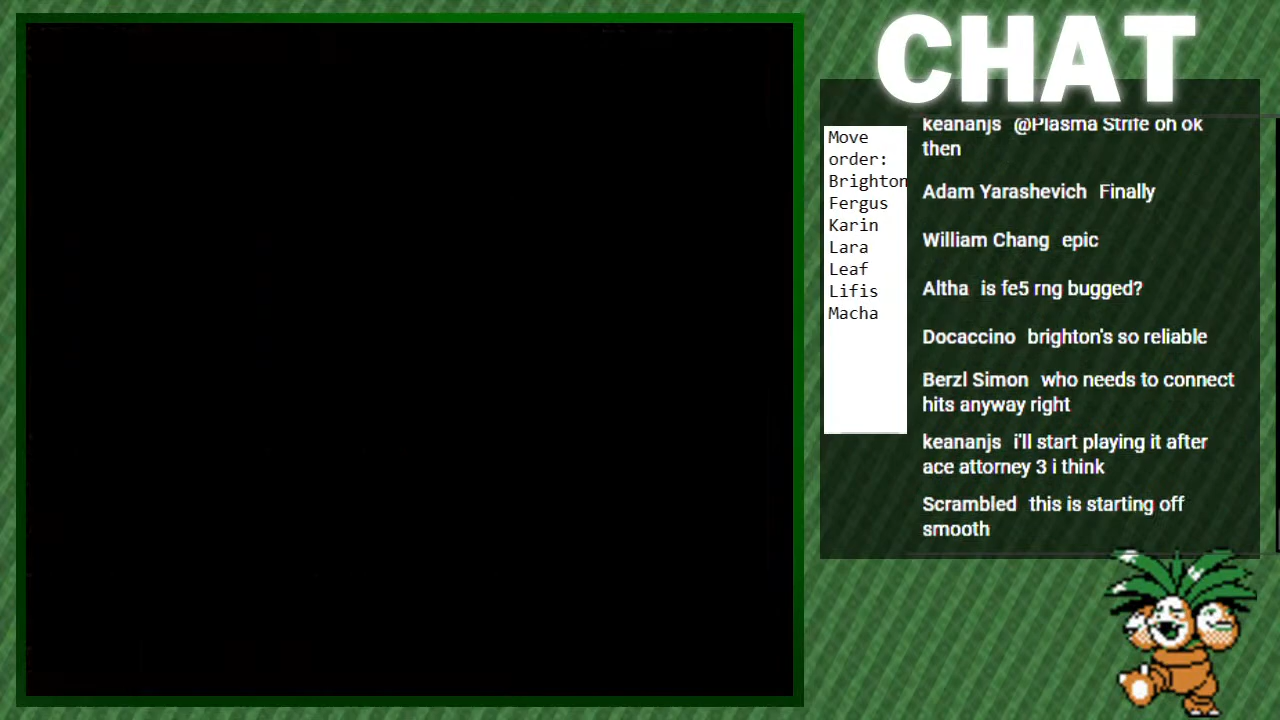 CHAT
Move
order:
Brighton
Fergus
Karin
Lara
Leaf
Lifis
Macha
keananjs @Plasma Strife oh ok
then
Adam Yarashevich Finally
William Chang epic
Altha is fe5 rng bugged?
Docaccino brighton's so reliable
Berzl Simon who needs to connect
hits anyway right
keananjs i'll start playing it after
ace attorney 3 i think
Scrambled this is starting off
smooth